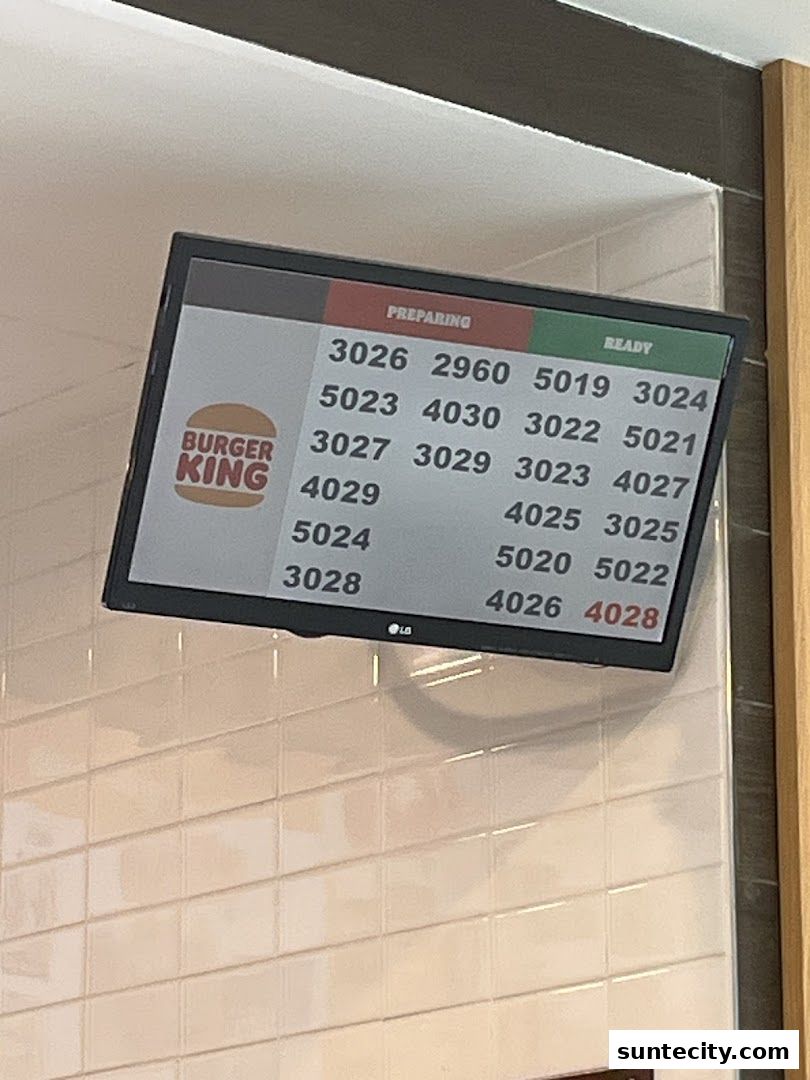 PREPARING READY
3026 2960 5019 3024
5023 4030 3022 5021
3027 3029 3023 4027
4029 4025 3025
5024 5020 5022
3028 4026 4028
BURGER
KING
LG
suntecity.com